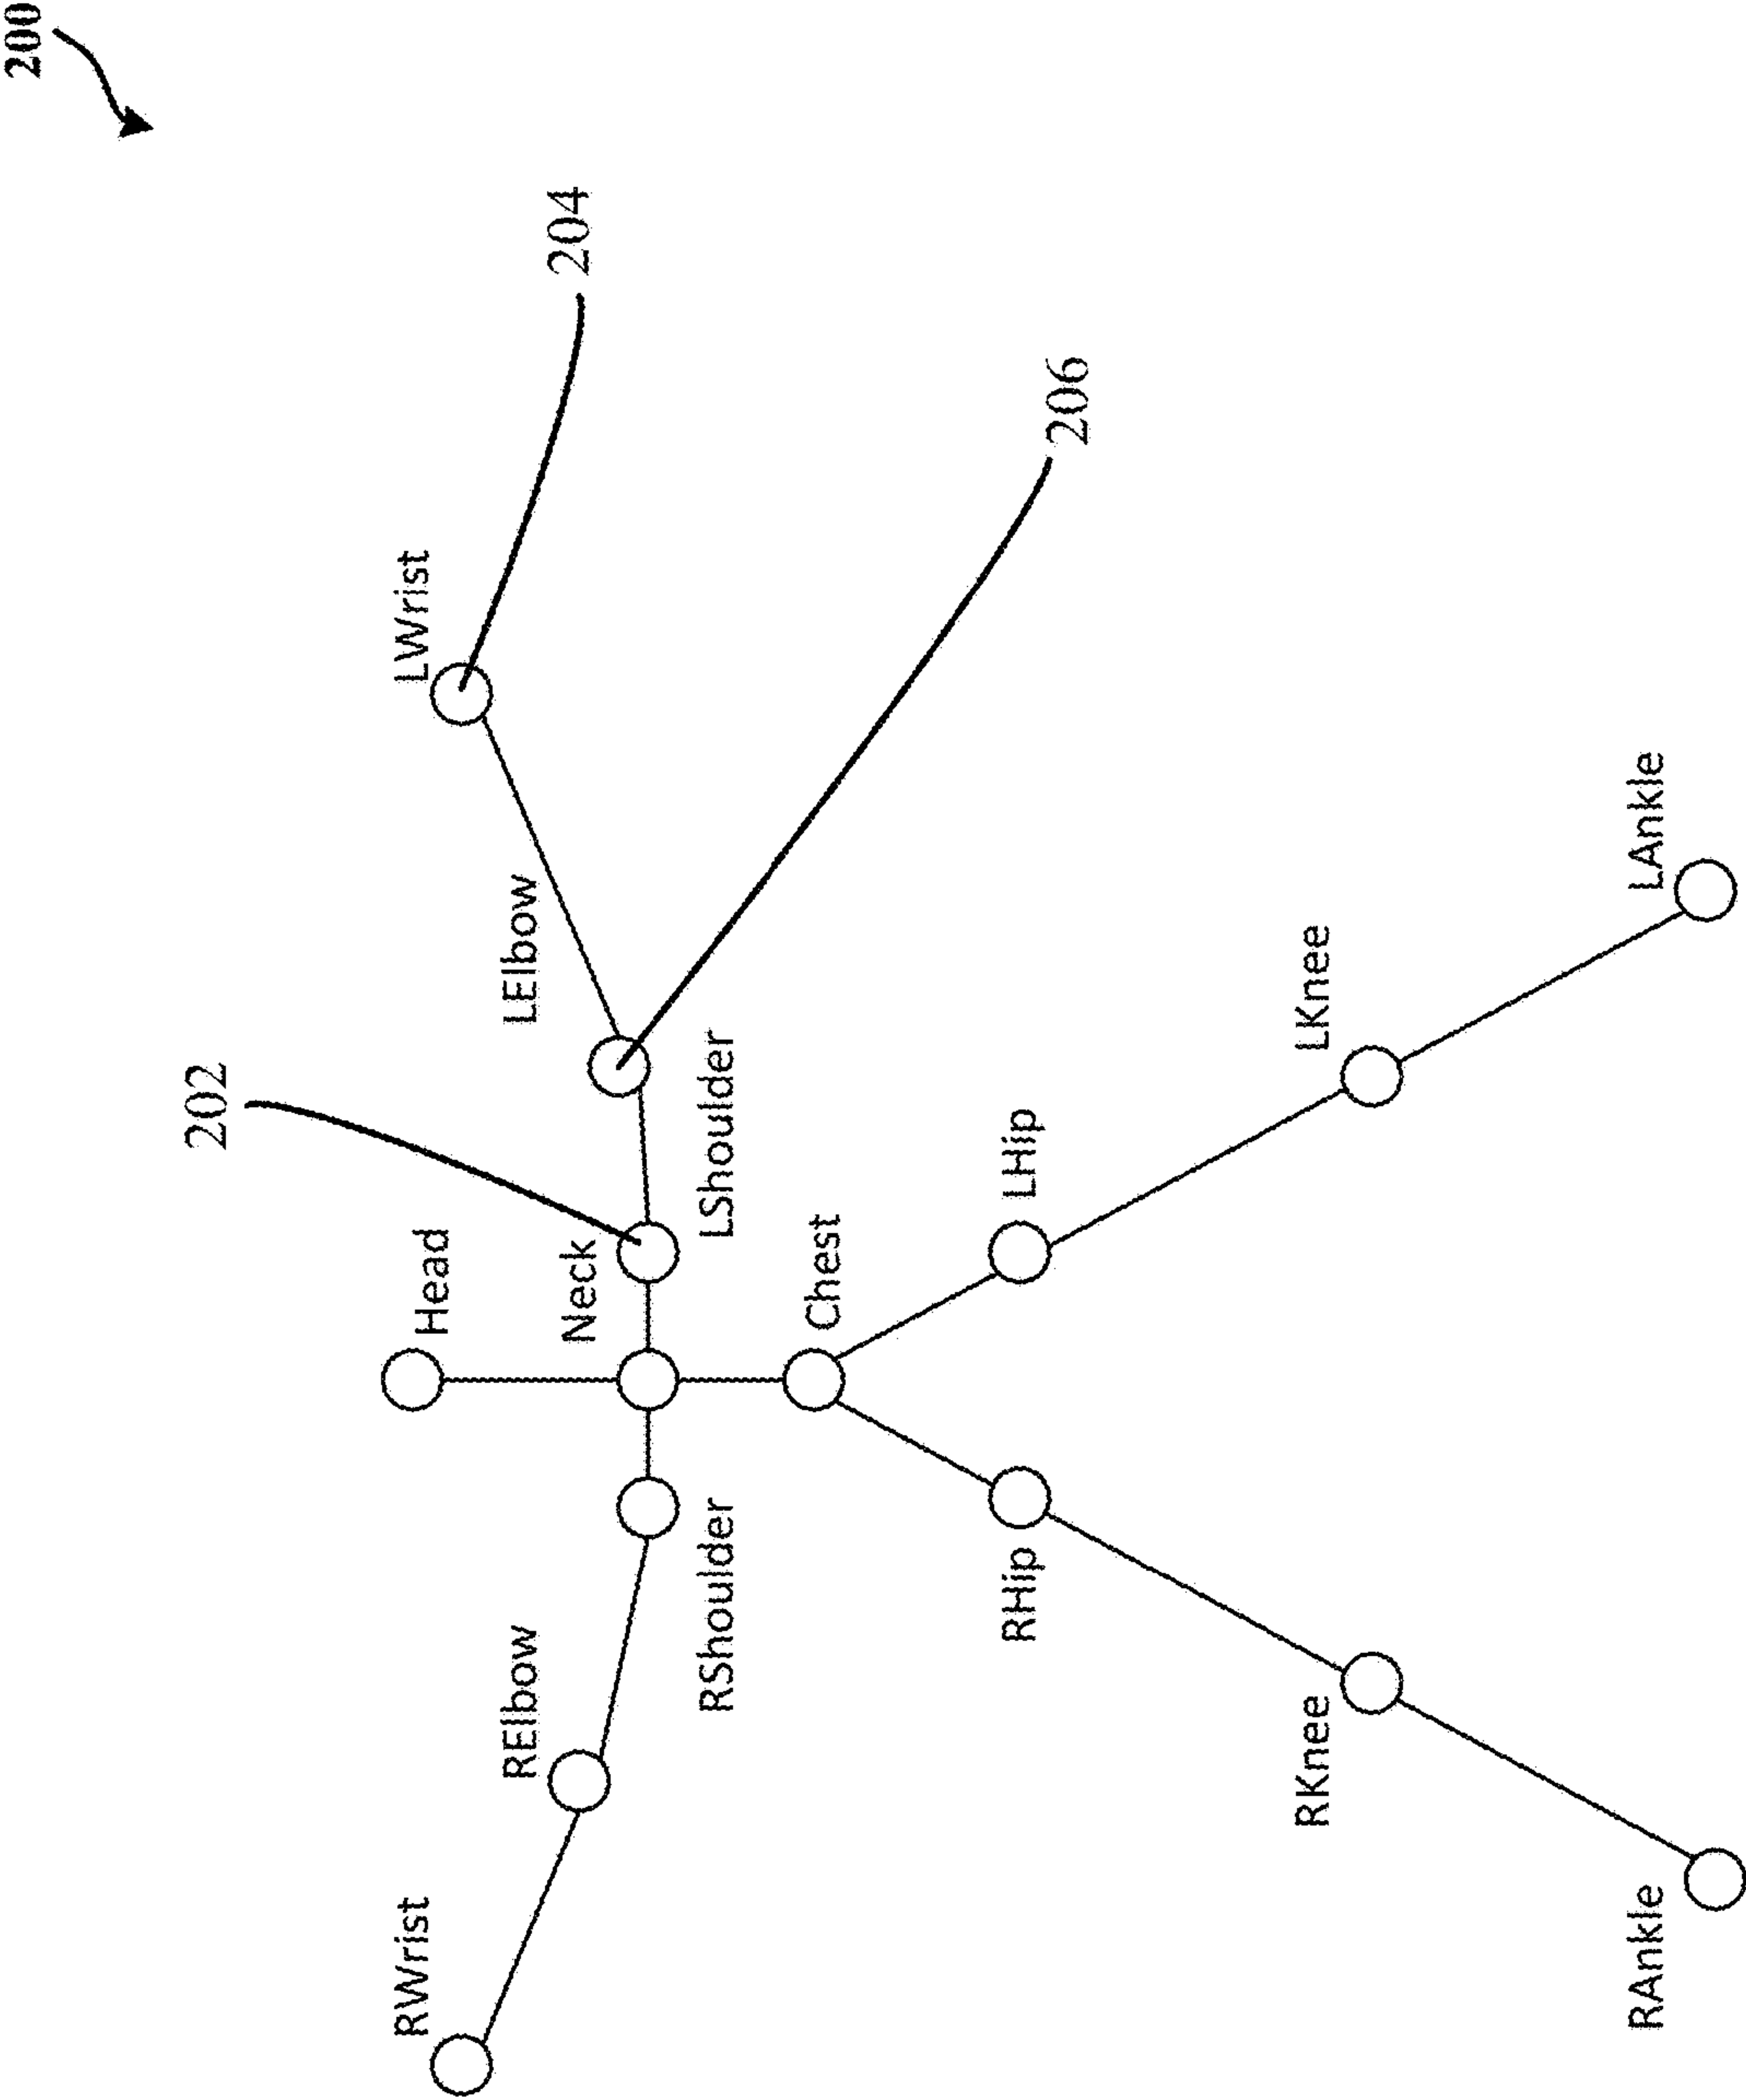 200
204
206
202
LWrist
Head
LElbow
Neck
LShoulder
RElbow
RWrist
RShoulder
Chest
LHip
RHip
LKnee
RKnee
LAnkle
RAnkle